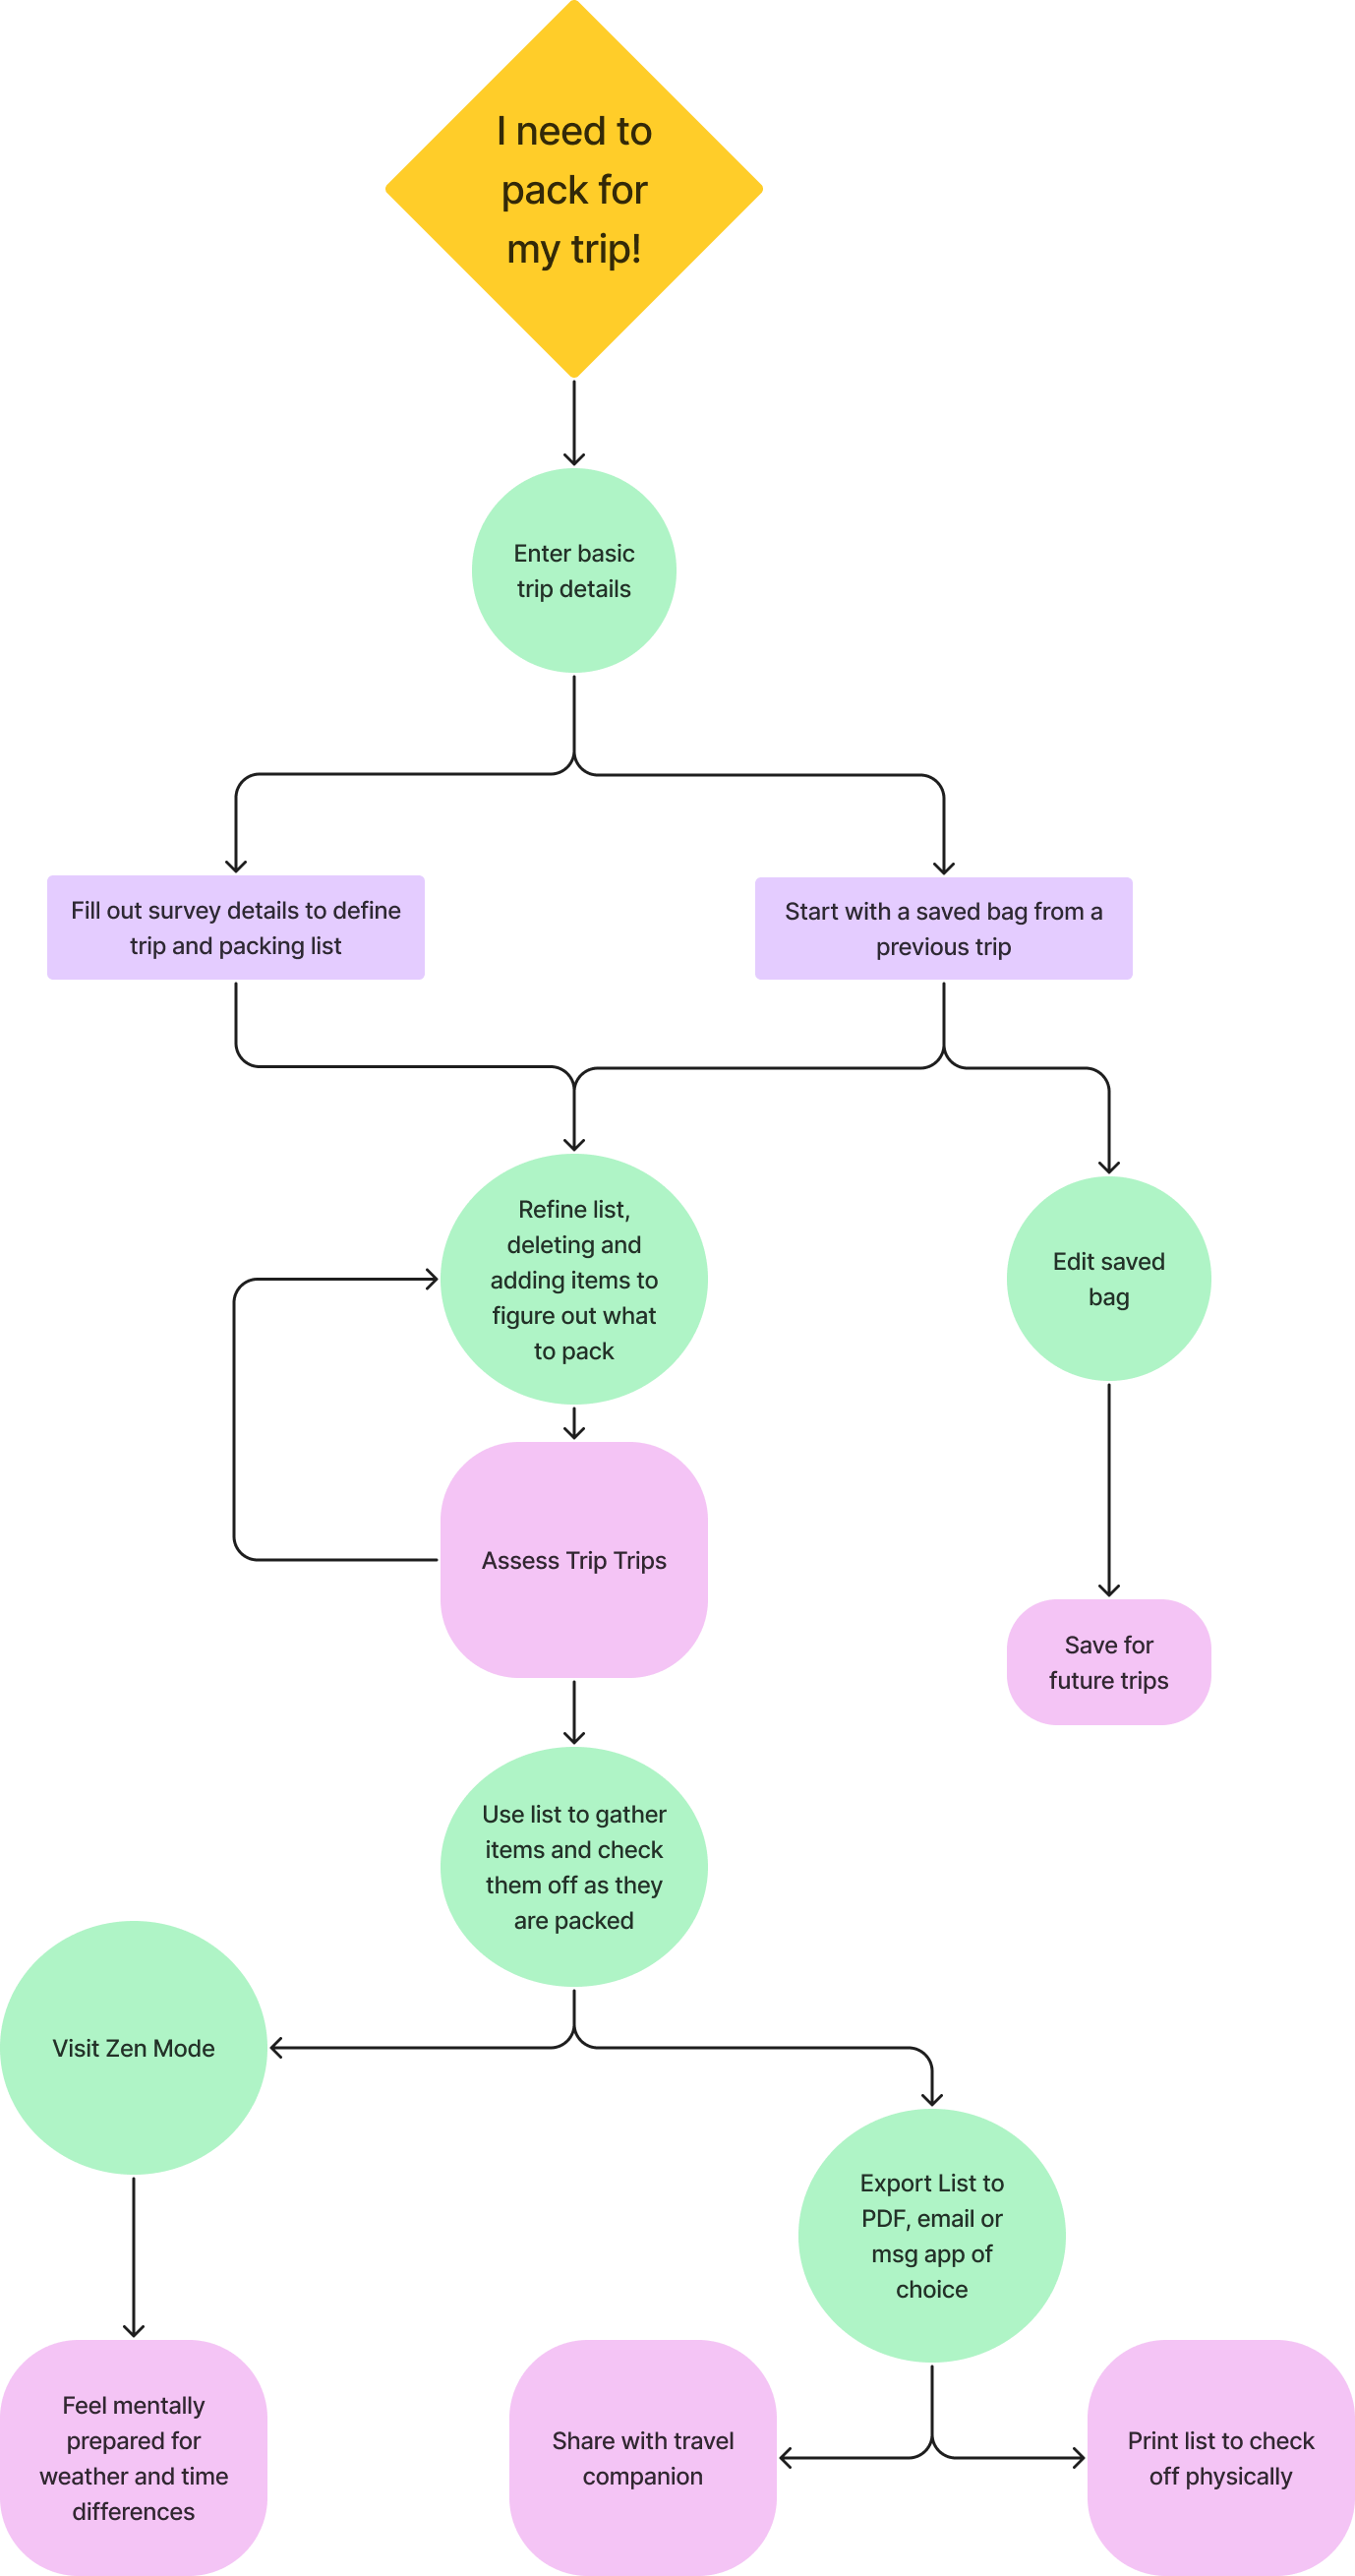 I need to
pack for
my trip!
Enter basic
trip details
Fill out survey details to define
trip and packing list
Start with a saved bag from a
previous trip
Refine list,
deleting and
adding items to
figure out what
to pack
Edit saved
bag
Assess Trip Trips
Save for
future trips
Use list to gather
items and check
them off as they
are packed
Visit Zen Mode
Export List to
PDF, email or
msg app of
choice
Feel mentally
prepared for
weather and time
differences
Share with travel
companion
Print list to check
off physically